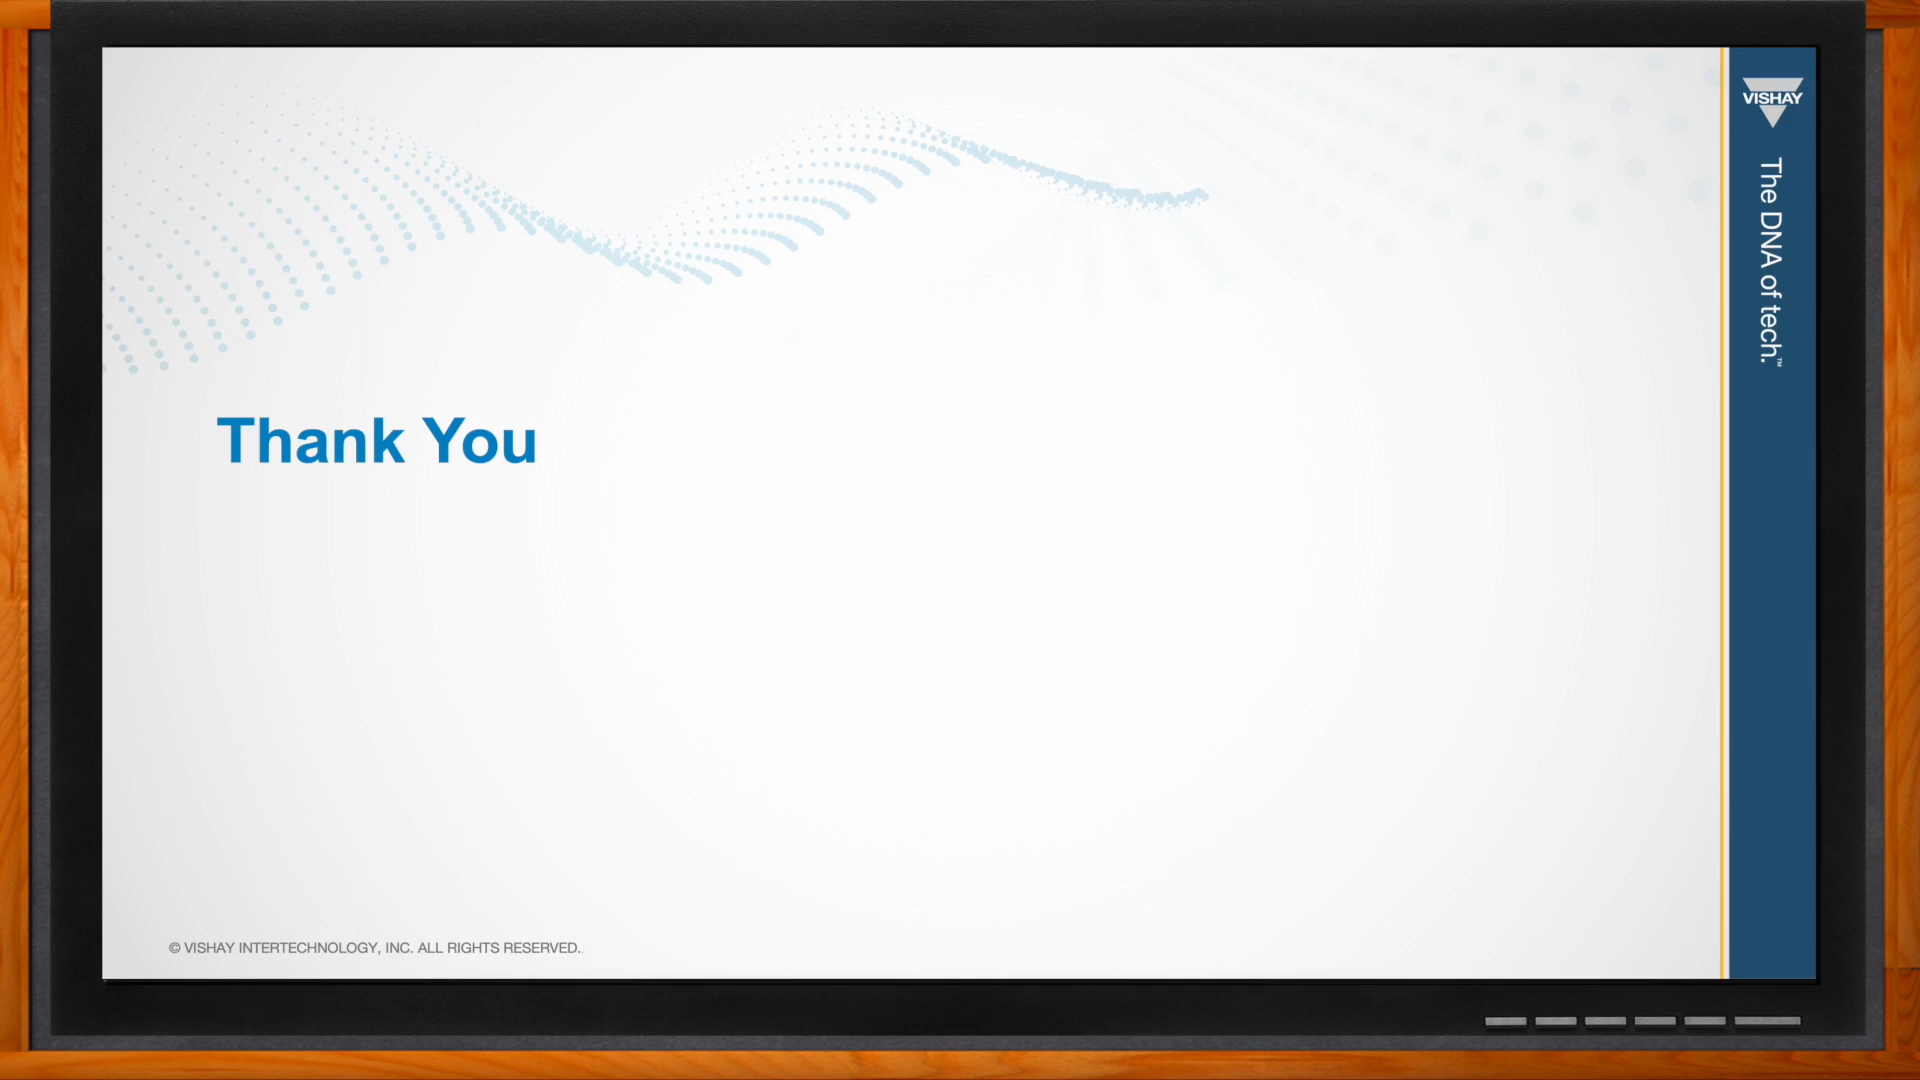 VISHAY
The DNA of tech.™
Thank You
© VISHAY INTERTECHNOLOGY, INC. ALL RIGHTS RESERVED.